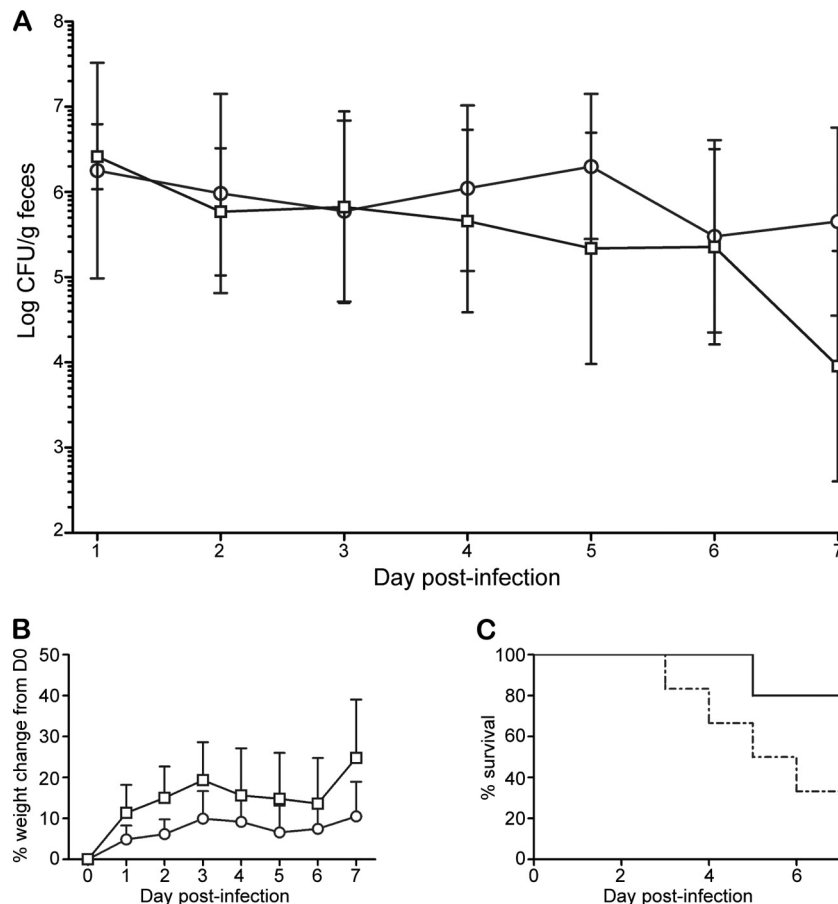 A
8
7
6
5
4
3
2
Log CFU/g feces
1 2 3 4 5 6 7
Day post-infection
B
50
40
30
20
10
0
% weight change from D0
0 1 2 3 4 5 6 7
Day post-infection
C
100
80
60
40
20
0
% survival
0 2 4 6
Day post-infection